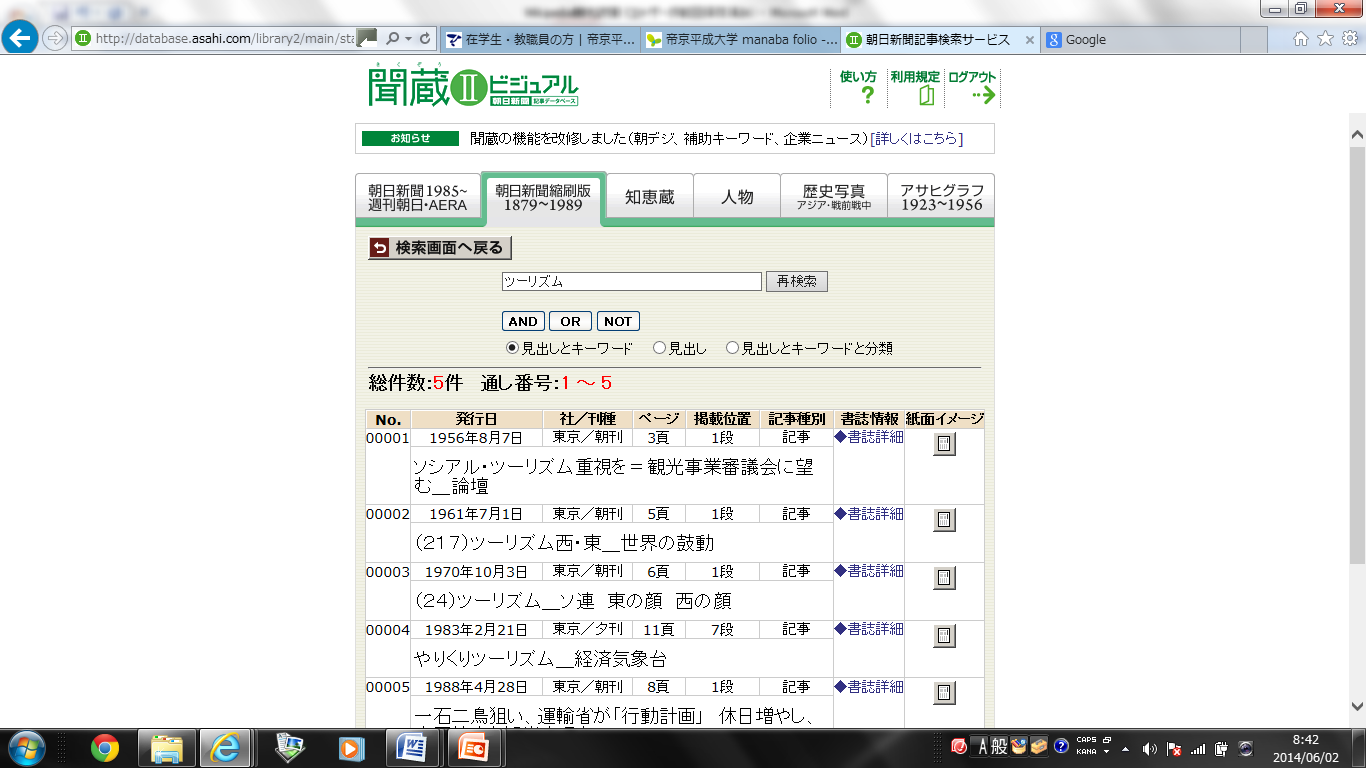 http://database.asahi.com/library2/main/sta
在学生・教職員の方 | 帝京平...
帝京平成大学 manaba folio -...
朝日新聞記事検索サービス
Google
聞蔵Ⅱビジュアル
朝日新聞記事データベース
使い方
利用規定
ログアウト
お知らせ
聞蔵の機能を改修しました（朝デジ、補助キーワード、企業ニュース）[詳しくはこちら]
朝日新聞1985~
週刊朝日・AERA
朝日新聞縮刷版
1879~1989
知恵蔵
人物
歴史写真
アジア・戦前戦中
アサヒグラフ
1923~1956
検索画面へ戻る
ツーリズム 再検索
AND OR NOT
見出しとキーワード 見出し 見出しとキーワードと分類
総件数:5件 通し番号:1 ～ 5
No. 発行日 社／刊種 ページ 掲載位置 記事種別 書誌情報 紙面イメージ
00001 1956年8月7日 東京／朝刊 3頁 1段 記事 ◆書誌詳細
ソシアル・ツーリズム重視を＝観光事業審議会に望
む__論壇
00002 1961年7月1日 東京／朝刊 5頁 1段 記事 ◆書誌詳細
（２１７）ツーリズム西・東__世界の鼓動
00003 1970年10月3日 東京／朝刊 6頁 1段 記事 ◆書誌詳細
（２４）ツーリズム__ソ連　東の顔　西の顔
00004 1983年2月21日 東京／夕刊 11頁 7段 記事 ◆書誌詳細
やりくりツーリズム__経済気象台
00005 1988年4月28日 東京／朝刊 8頁 1段 記事 ◆書誌詳細
一石二鳥狙い、運輸省が「行動計画」　休日増やし、
A 般 CAPS KANA
8:42
2014/06/02